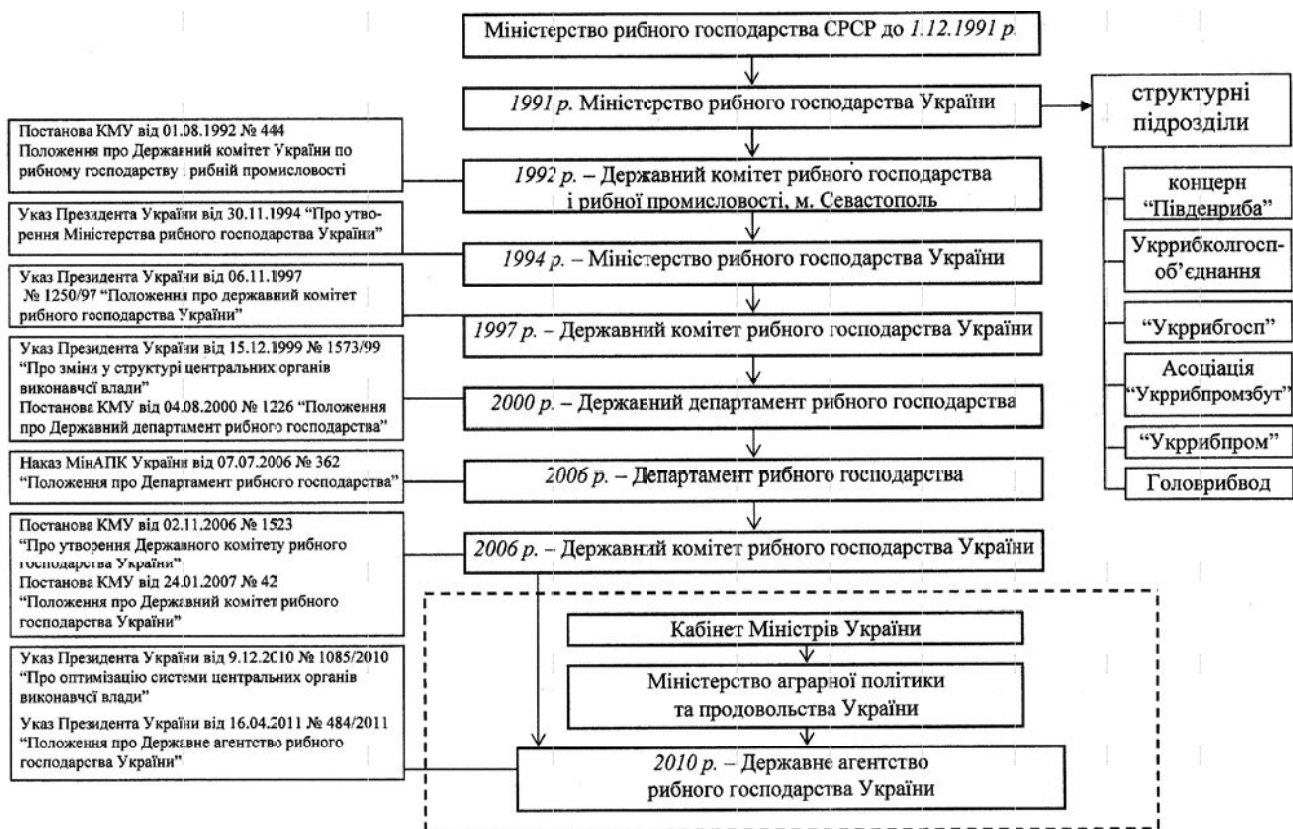 Міністерство рибного господарства СРСР до 1.12.1991 р.
1991 р. Міністерство рибного господарства України
1992 р. – Державний комітет рибного господарства
і рибної промисловості, м. Севастополь
1994 р. – Міністерство рибного господарства України
1997 р. – Державний комітет рибного господарства України
2000 р. – Державний департамент рибного господарства
2006 р. – Департамент рибного господарства
2006 р. – Державний комітет рибного господарства України
Кабінет Міністрів України
Міністерство аграрної політики
та продовольства України
2010 р. – Державне агентство
рибного господарства України
Постанова КМУ від 01.08.1992 № 444
Положення про Державний комітет України по
рибному господарству і рибній промисловості
Указ Президента України від 30.11.1994 “Про утво-
рення Міністерства рибного господарства України”
Указ Президента України від 06.11.1997
№ 1250/97 “Положення про державний комітет
рибного господарства України”
Указ Президента України від 15.12.1999 № 1573/99
“Про зміни у структурі центральних органів
виконавчої влади”
Постанова КМУ від 04.08.2000 № 1226 “Положення
про Державний департамент рибного господарства”
Наказ МінАПК України від 07.07.2006 № 362
“Положення про Департамент рибного господарства”
Постанова КМУ від 02.11.2006 № 1523
“Про утворення Державного комітету рибного
господарства України”
Постанова КМУ від 24.01.2007 № 42
“Положення про Державний комітет рибного
господарства України”
Указ Президента України від 9.12.2010 № 1085/2010
“Про оптимізацію системи центральних органів
виконавчої влади”
Указ Президента України від 16.04.2011 № 484/2011
“Положення про Державне агентство рибного
господарства України”
структурні
підрозділи
концерн
“Південриба”
Укррибколгосп-
об’єднання
“Укррибгосп”
Асоціація
“Укррибпромзбут”
“Укррибпром”
Головрибвод